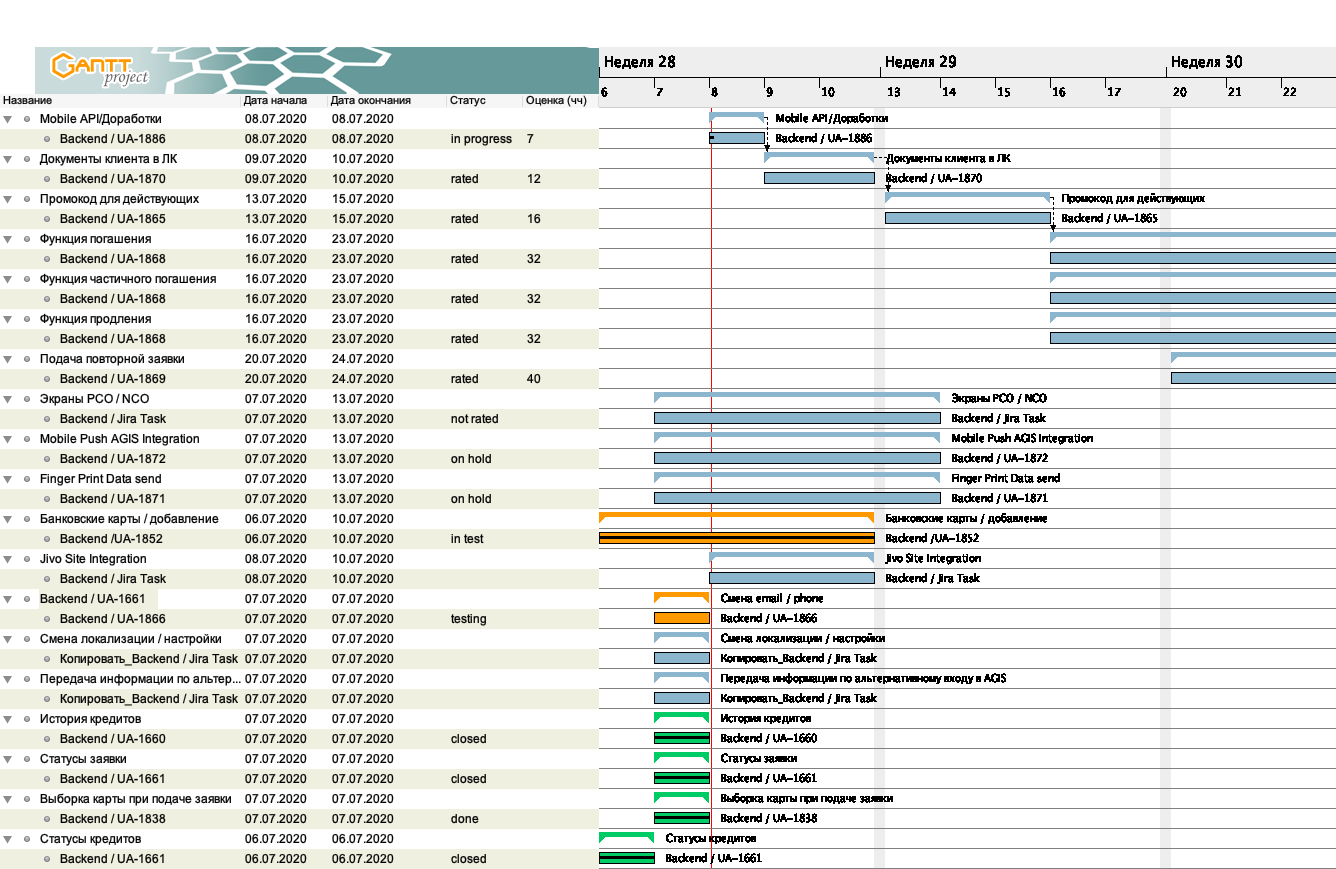 GANTT
project
Неделя 28 Неделя 29 Неделя 30
Название Дата начала Дата окончания Статус Оценка (чч) 6 7 8 9 10 13 14 15 16 17 20 21 22
Mobile API/Доработки 08.07.2020 08.07.2020 Mobile API/Доработки
Backend / UA-1886 08.07.2020 08.07.2020 in progress 7 Backend / UA-1886
Документы клиента в ЛК 09.07.2020 10.07.2020 Документы клиента в ЛК
Backend / UA-1870 09.07.2020 10.07.2020 rated 12 Backend / UA-1870
Промокод для действующих 13.07.2020 15.07.2020 Промокод для действующих
Backend / UA-1865 13.07.2020 15.07.2020 rated 16 Backend / UA-1865
Функция погашения 16.07.2020 23.07.2020
Backend / UA-1868 16.07.2020 23.07.2020 rated 32
Функция частичного погашения 16.07.2020 23.07.2020
Backend / UA-1868 16.07.2020 23.07.2020 rated 32
Функция продления 16.07.2020 23.07.2020
Backend / UA-1868 16.07.2020 23.07.2020 rated 32
Подача повторной заявки 20.07.2020 24.07.2020
Backend / UA-1869 20.07.2020 24.07.2020 rated 40
Экраны PCO / NCO 07.07.2020 13.07.2020 Экраны PCO / NCO
Backend / Jira Task 07.07.2020 13.07.2020 not rated Backend / Jira Task
Mobile Push AGIS Integration 07.07.2020 13.07.2020 Mobile Push AGIS Integration
Backend / UA-1872 07.07.2020 13.07.2020 on hold Backend / UA-1872
Finger Print Data send 07.07.2020 13.07.2020 Finger Print Data send
Backend / UA-1871 07.07.2020 13.07.2020 on hold Backend / UA-1871
Банковские карты / добавление 06.07.2020 10.07.2020 Банковские карты / добавление
Backend /UA-1852 06.07.2020 10.07.2020 in test Backend /UA-1852
Jivo Site Integration 08.07.2020 10.07.2020 Jivo Site Integration
Backend / Jira Task 08.07.2020 10.07.2020 Backend / Jira Task
Backend / UA-1661 07.07.2020 07.07.2020 Смена email / phone
Backend / UA-1866 07.07.2020 07.07.2020 testing Backend / UA-1866
Смена локализации / настройки 07.07.2020 07.07.2020 Смена локализации / настройки
Копировать_Backend / Jira Task 07.07.2020 07.07.2020 Копировать_Backend / Jira Task
Передача информации по альтер... 07.07.2020 07.07.2020 Передача информации по альтернативному входу в AGIS
Копировать_Backend / Jira Task 07.07.2020 07.07.2020 Копировать_Backend / Jira Task
История кредитов 07.07.2020 07.07.2020 История кредитов
Backend / UA-1660 07.07.2020 07.07.2020 closed Backend / UA-1660
Статусы заявки 07.07.2020 07.07.2020 Статусы заявки
Backend / UA-1661 07.07.2020 07.07.2020 closed Backend / UA-1661
Выборка карты при подаче заявки 07.07.2020 07.07.2020 Выборка карты при подаче заявки
Backend / UA-1838 07.07.2020 07.07.2020 done Backend / UA-1838
Статусы кредитов 06.07.2020 06.07.2020 Статусы кредитов
Backend / UA-1661 06.07.2020 06.07.2020 closed Backend / UA-1661